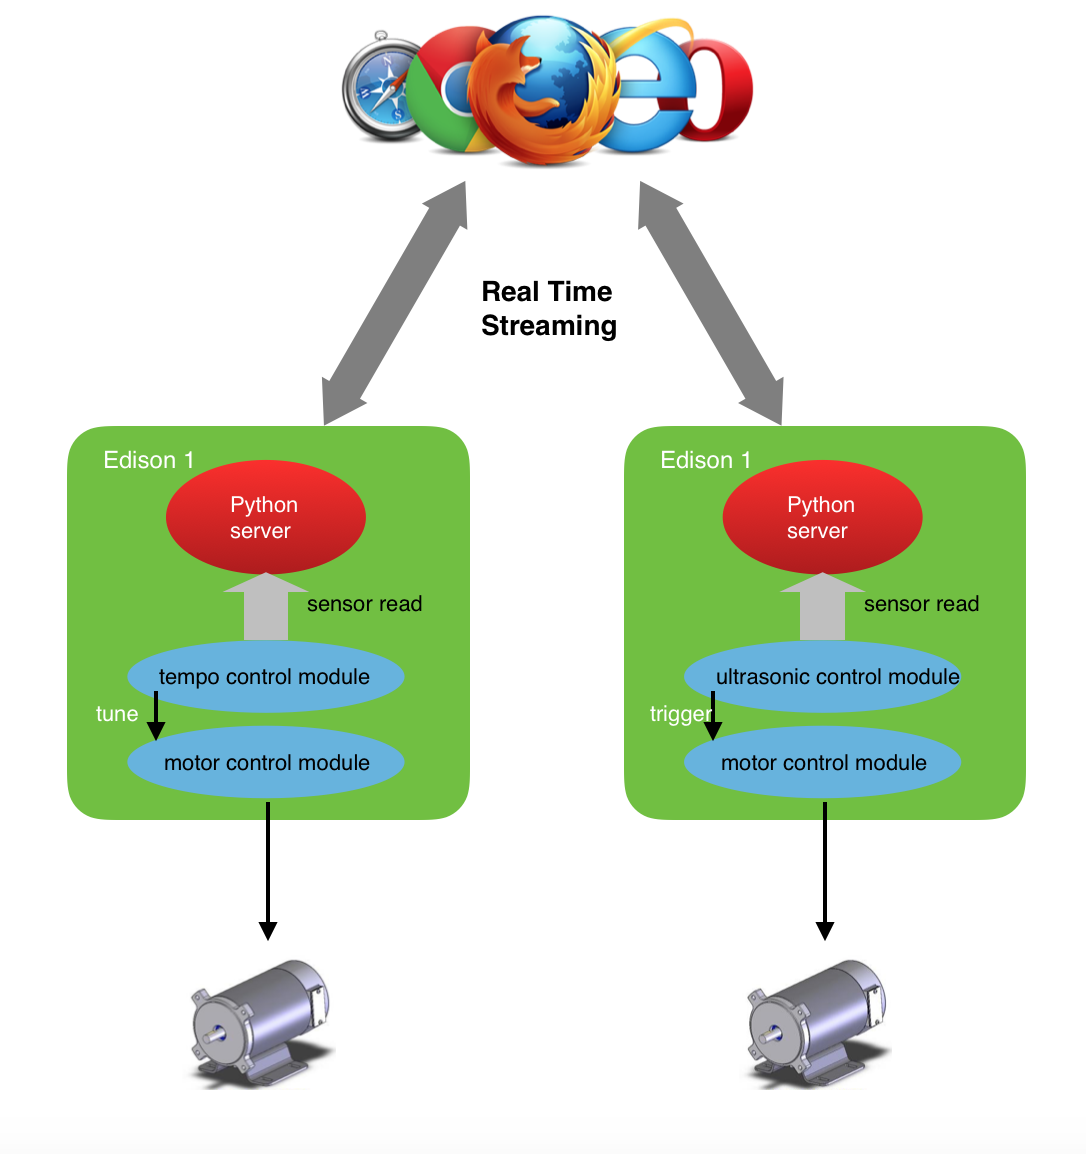 Real Time
Streaming
Edison 1
Python
server
sensor read
tempo control module
tune
motor control module
Edison 1
Python
server
sensor read
ultrasonic control module
trigger
motor control module